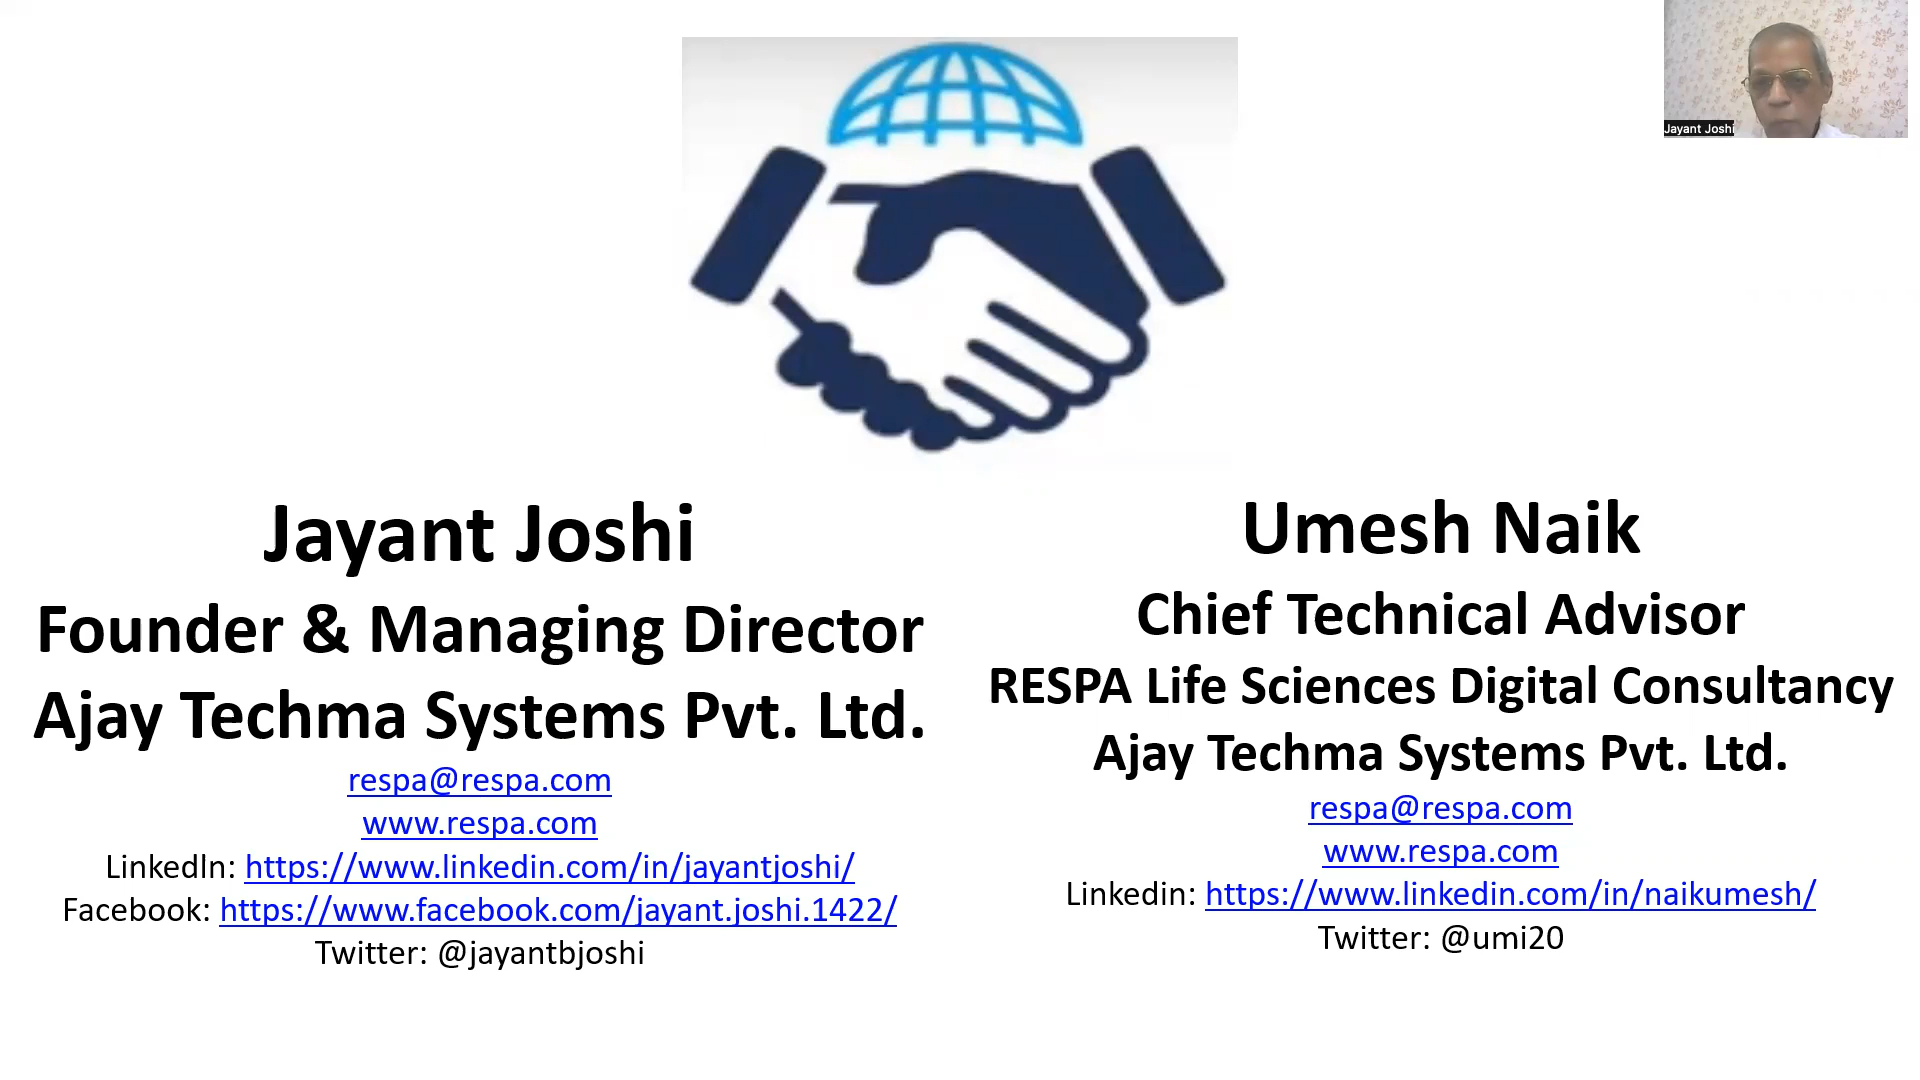 Jayant Joshi
Jayant Joshi
Founder & Managing Director
Ajay Techma Systems Pvt. Ltd.
respa@respa.com
www.respa.com
LinkedIn: https://www.linkedin.com/in/jayantjoshi/
Facebook: https://www.facebook.com/jayant.joshi.1422/
Twitter: @jayantbjoshi
Umesh Naik
Chief Technical Advisor
RESPA Life Sciences Digital Consultancy
Ajay Techma Systems Pvt. Ltd.
respa@respa.com
www.respa.com
Linkedin: https://www.linkedin.com/in/naikumesh/
Twitter: @umi20